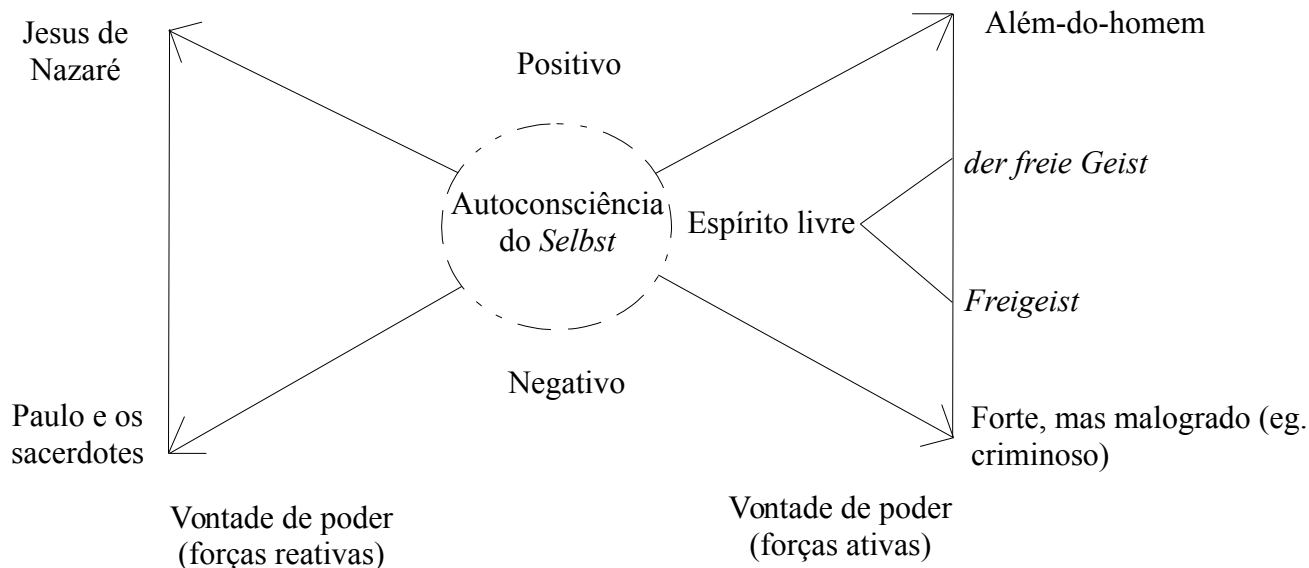 Jesus de
Nazaré
Positivo
Além-do-homem
der freie Geist
Autoconsciência
do Selbst
Espírito livre
Freigeist
Negativo
Paulo e os
sacerdotes
Forte, mas malogrado (eg.
criminoso)
Vontade de poder
(forças reativas)
Vontade de poder
(forças ativas)